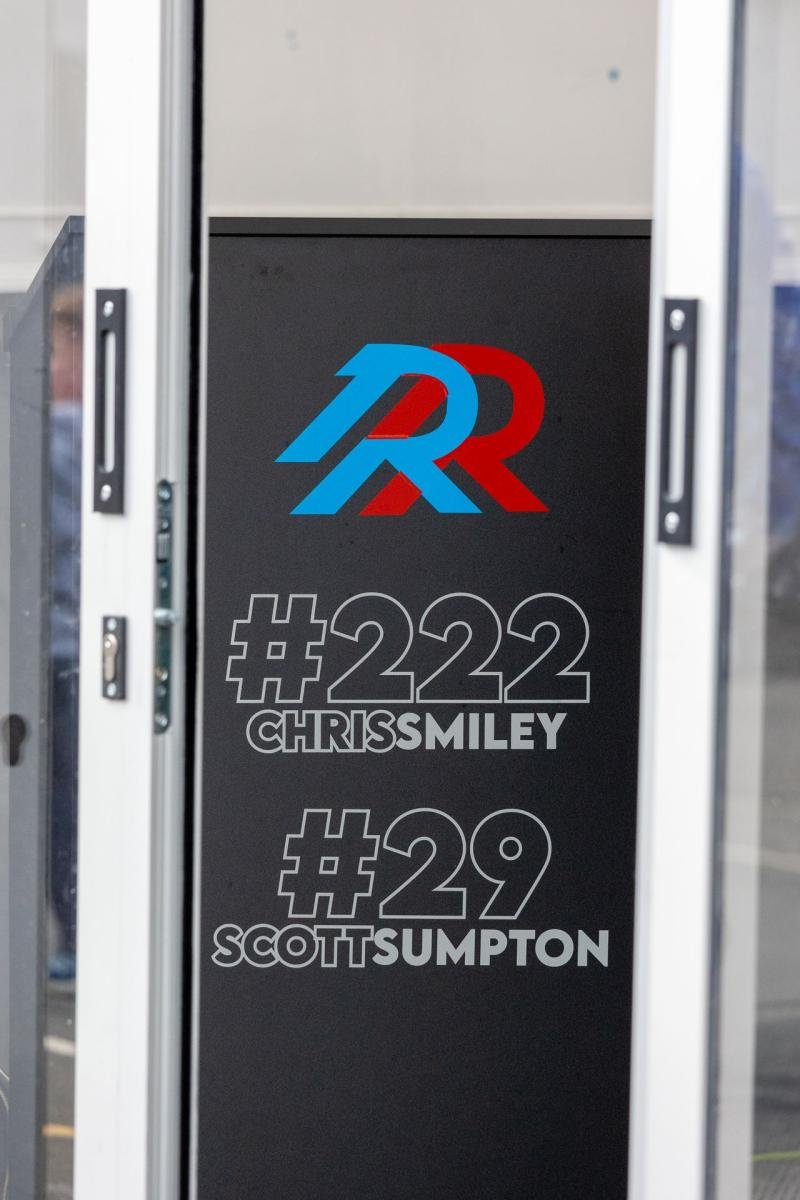 RR
#222
CHRISSMILEY
#29
SCOTTSUMPTON